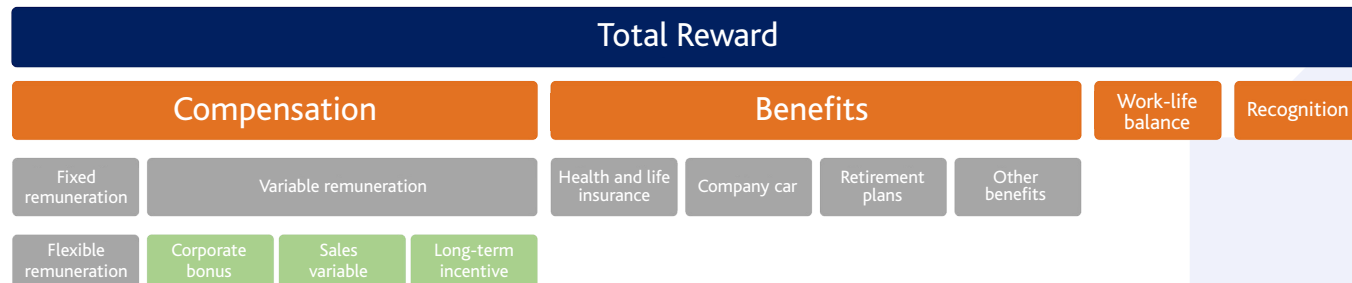 Total Reward
Compensation
Benefits
Work-life
balance
Recognition
Fixed
remuneration
Variable remuneration
Health and life
insurance
Company car
Retirement
plans
Other
benefits
Flexible
remuneration
Corporate
bonus
Sales
variable
Long-term
incentive